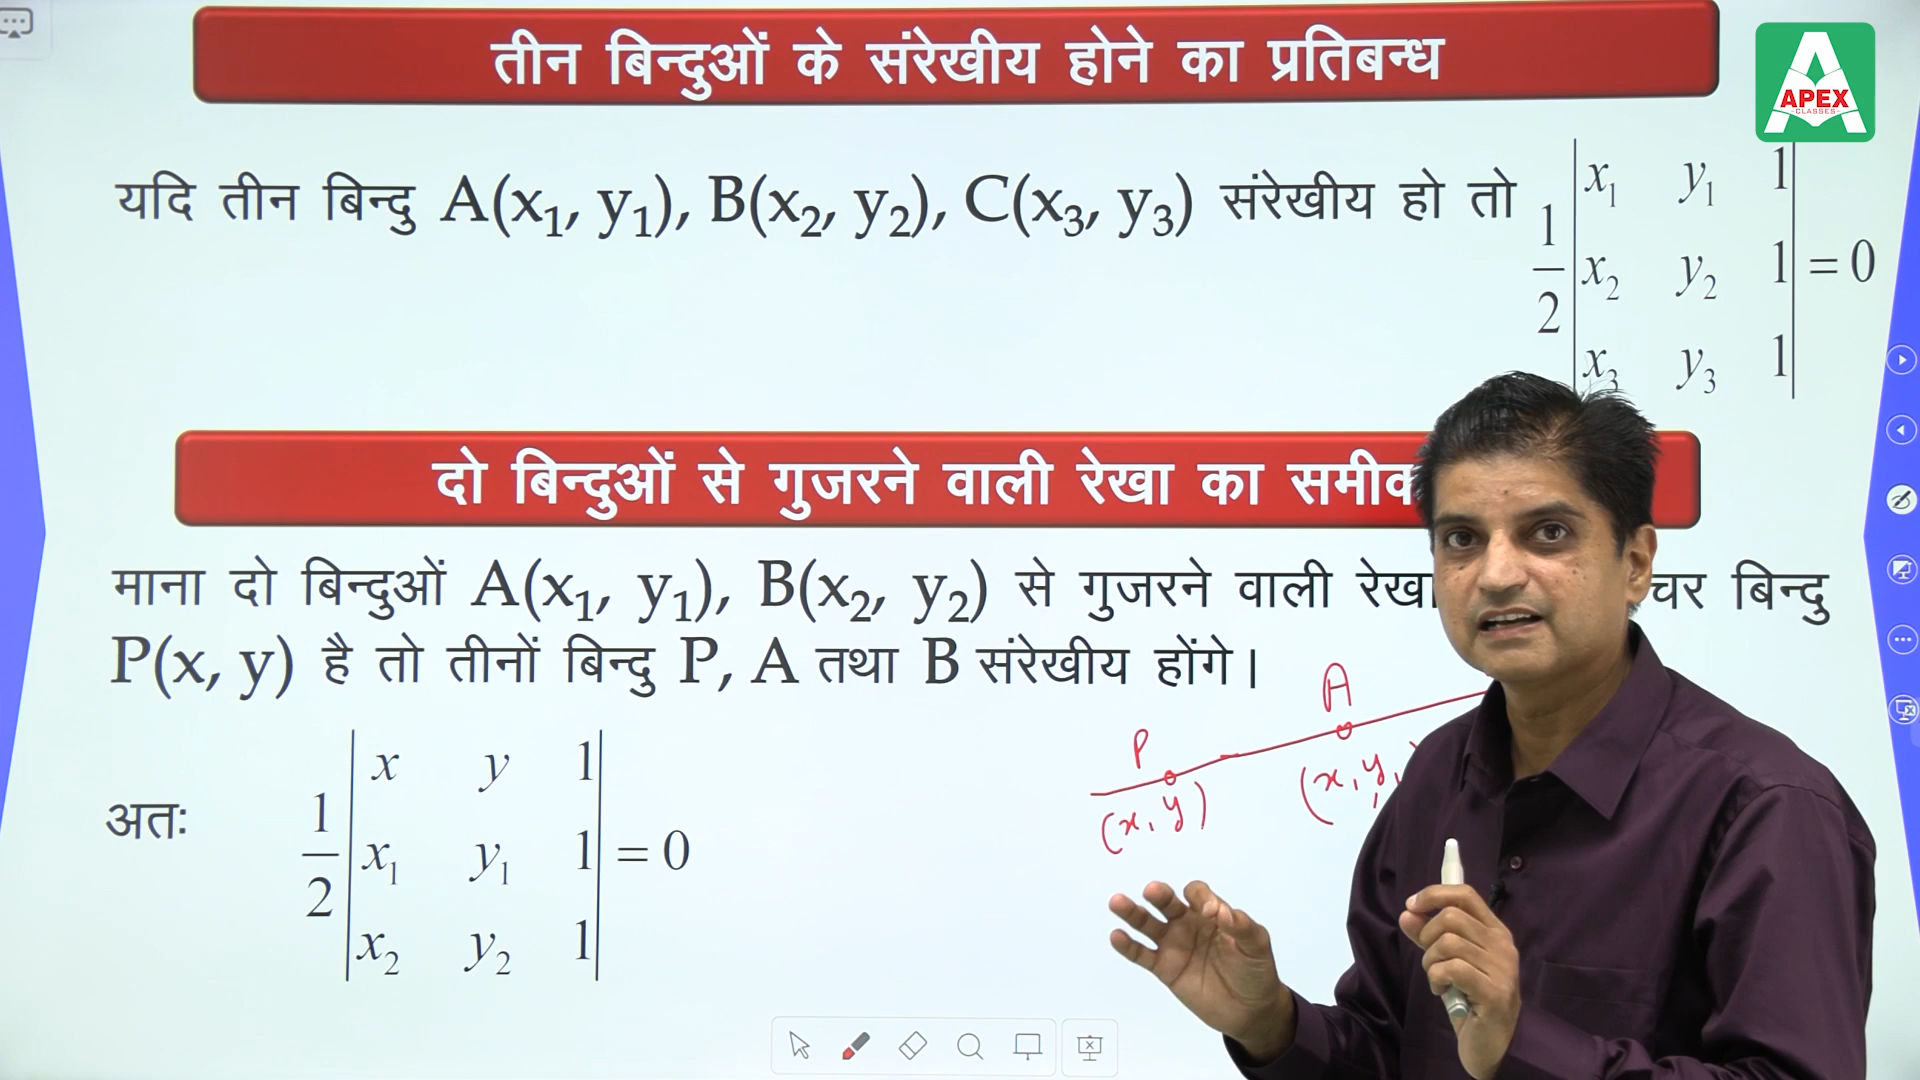 तीन बिन्दुओं के संरेखीय होने का प्रतिबन्ध
APEX
CLASSES
यदि तीन बिन्दु A(x₁, y₁), B(x₂, y₂), C(x₃, y₃) संरेखीय हो तो
1/2 | x₁ y₁ 1 |
| x₂ y₂ 1 | = 0
| x₃ y₃ 1 |
दो बिन्दुओं से गुजरने वाली रेखा का
माना दो बिन्दुओं A(x₁, y₁), B(x₂, y₂) से गुजरने वाली रेखा चर बिन्दु
P(x, y) है तो तीनों बिन्दु P, A तथा B संरेखीय होंगे।
अतः
1/2 | x y 1 |
| x₁ y₁ 1 | = 0
| x₂ y₂ 1 |
P
(x, y)
A
(x, y,